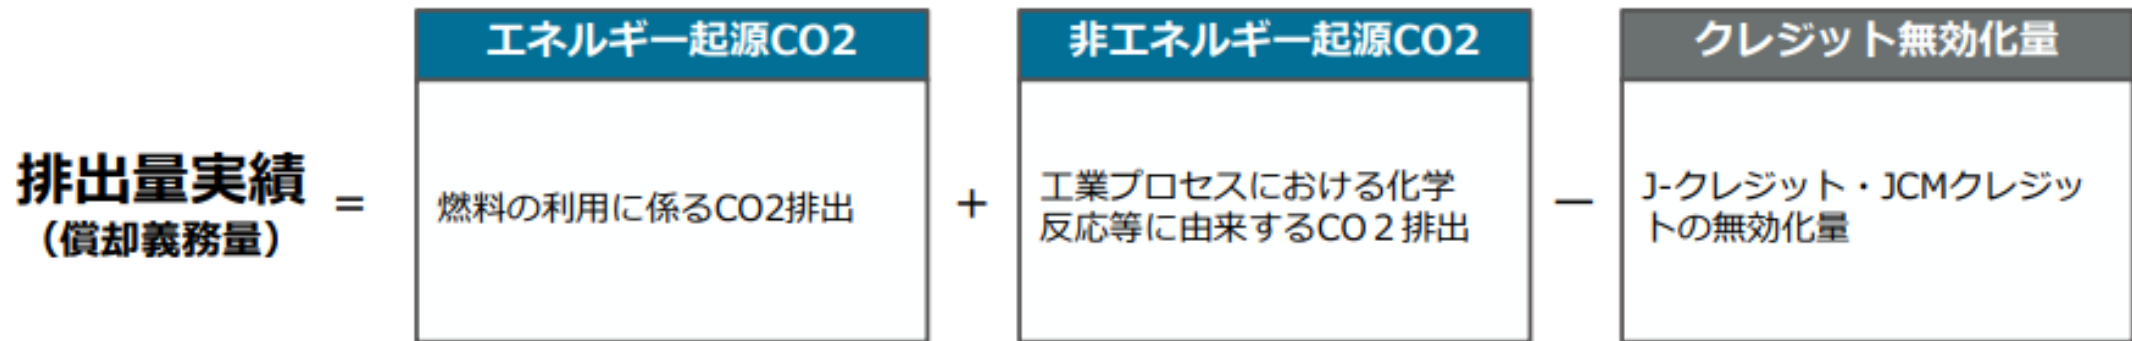 エネルギー起源CO2
非エネルギー起源CO2
クレジット無効化量
排出量実績
（償却義務量）
=
燃料の利用に係るCO2排出
+
工業プロセスにおける化学
反応等に由来するCO２排出
－
J-クレジット・JCMクレジッ
トの無効化量